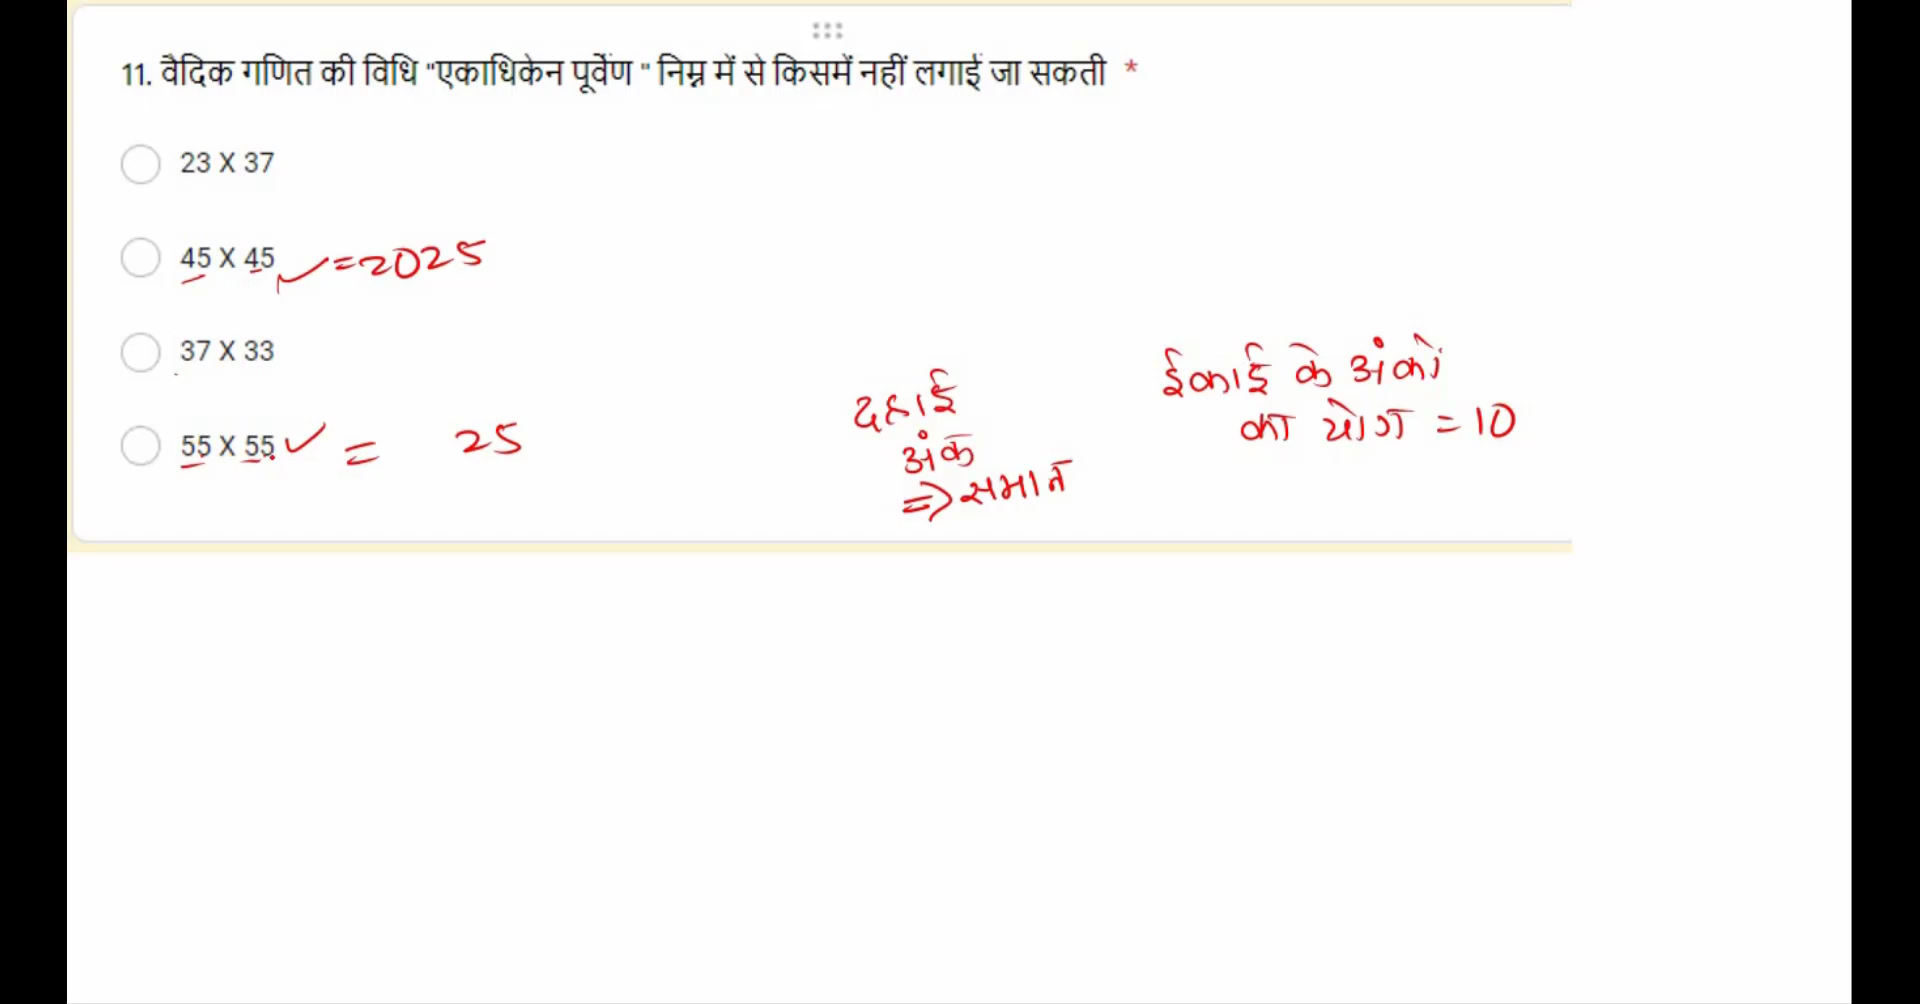 11. वैदिक गणित की विधि "एकाधिकेन पूर्वेण " निम्न में से किसमें नहीं लगाई जा सकती *
23 X 37
45 X 45 ✓ =2025
37 X 33
55 X 55 ✓ = 25
दहाई
अंक
⇒ समान
ईकाई के अंको
का योग = 10